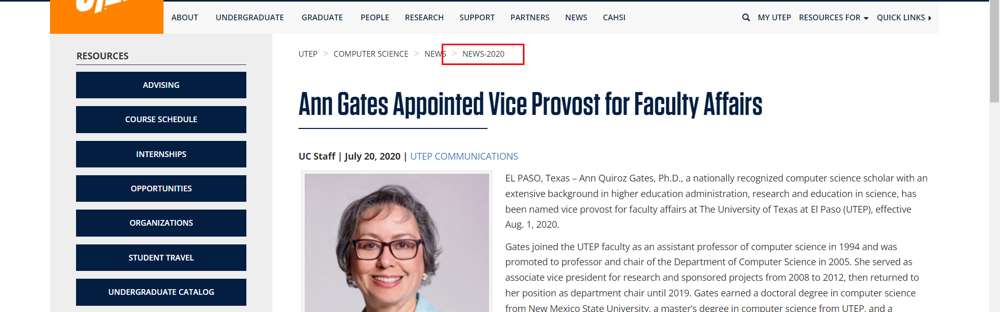 ABOUT UNDERGRADUATE GRADUATE PEOPLE RESEARCH SUPPORT PARTNERS NEWS CAHSI MY UTEP RESOURCES FOR QUICK LINKS
RESOURCES
ADVISING
COURSE SCHEDULE
INTERNSHIPS
OPPORTUNITIES
ORGANIZATIONS
STUDENT TRAVEL
UNDERGRADUATE CATALOG
UTEP > COMPUTER SCIENCE > NEWS > NEWS-2020
Ann Gates Appointed Vice Provost for Faculty Affairs
UC Staff | July 20, 2020 | UTEP COMMUNICATIONS
EL PASO, Texas – Ann Quiroz Gates, Ph.D., a nationally recognized computer science scholar with an
extensive background in higher education administration, research and education in science, has
been named vice provost for faculty affairs at The University of Texas at El Paso (UTEP), effective
Aug. 1, 2020.
Gates joined the UTEP faculty as an assistant professor of computer science in 1994 and was
promoted to professor and chair of the Department of Computer Science in 2005. She served as
associate vice president for research and sponsored projects from 2008 to 2012, then returned to
her position as department chair until 2019. Gates earned a doctoral degree in computer science
from New Mexico State University, a master's degree in computer science from UTEP, and a